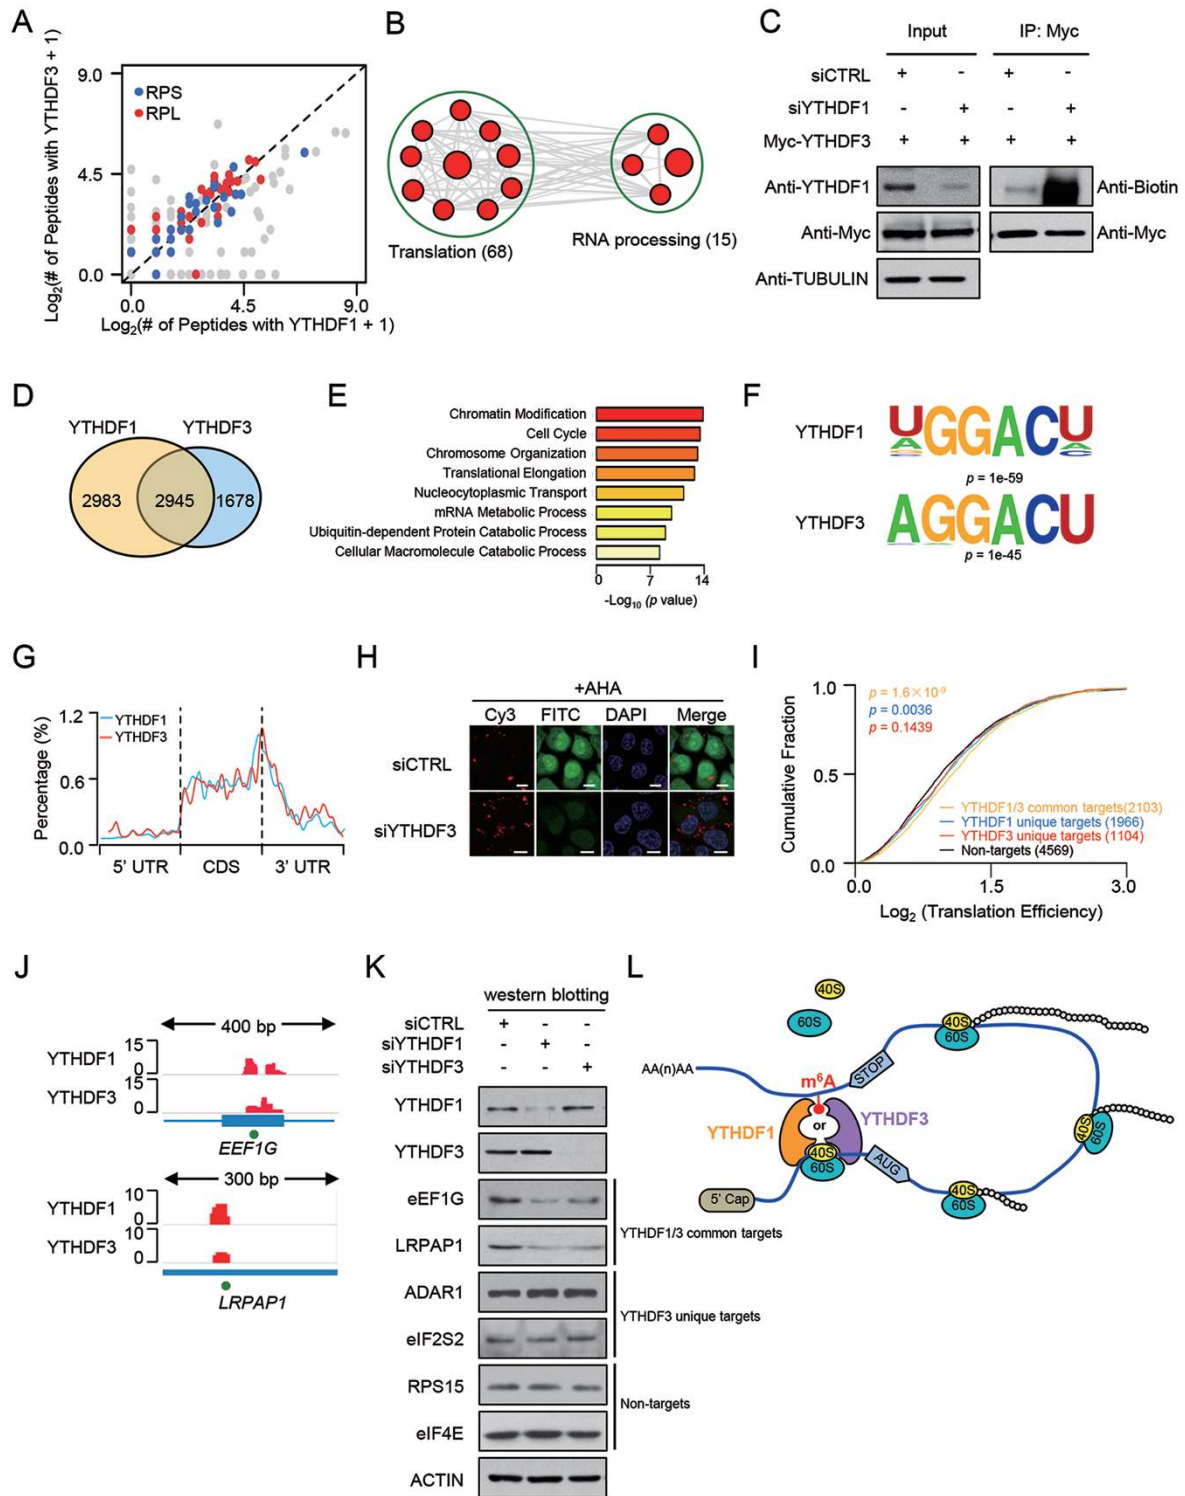 A
Log2(# of Peptides with YTHDF3 + 1)
9.0
4.5
0.0
RPS
RPL
0.0 4.5 9.0
Log2(# of Peptides with YTHDF1 + 1)
B
Translation (68)
RNA processing (15)
C
Input IP: Myc
siCTRL + - + -
siYTHDF1 - + - +
Myc-YTHDF3 + + + +
Anti-YTHDF1 Anti-Biotin
Anti-Myc Anti-Myc
Anti-TUBULIN
D
YTHDF1 YTHDF3
2983 2945 1678
E
Chromatin Modification
Cell Cycle
Chromosome Organization
Translational Elongation
Nucleocytoplasmic Transport
mRNA Metabolic Process
Ubiquitin-dependent Protein Catabolic Process
Cellular Macromolecule Catabolic Process
0 7 14
-Log10 (p value)
F
YTHDF1 UGGACU
p = 1e-59
YTHDF3 AGGACU
p = 1e-45
G
Percentage (%)
1.2
0.6
0.0
YTHDF1
YTHDF3
5' UTR CDS 3' UTR
H
+AHA
Cy3 FITC DAPI Merge
siCTRL
siYTHDF3
I
Cumulative Fraction
1.0
0.5
0.0
p = 1.6×10-9
p = 0.0036
p = 0.1439
YTHDF1/3 common targets(2103)
YTHDF1 unique targets (1966)
YTHDF3 unique targets (1104)
Non-targets (4569)
0.0 1.5 3.0
Log2 (Translation Efficiency)
J
400 bp
YTHDF1 15 0
YTHDF3 15 0
EEF1G
300 bp
YTHDF1 10 0
YTHDF3 10 0
LRPAP1
K
western blotting
siCTRL + - -
siYTHDF1 - + -
siYTHDF3 - - +
YTHDF1
YTHDF3
eEF1G
LRPAP1
YTHDF1/3 common targets
ADAR1
eIF2S2
YTHDF3 unique targets
RPS15
eIF4E
Non-targets
ACTIN
L
40S
60S
40S
60S
AA(n)AA
STOP
m6A
YTHDF1 or YTHDF3
40S
60S
AUG
40S
60S
5' Cap
40S
60S